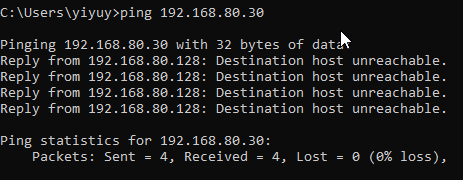 C:\Users\yiyuy>ping 192.168.80.30
Pinging 192.168.80.30 with 32 bytes of data
Reply from 192.168.80.128: Destination host unreachable.
Reply from 192.168.80.128: Destination host unreachable.
Reply from 192.168.80.128: Destination host unreachable.
Reply from 192.168.80.128: Destination host unreachable.
Ping statistics for 192.168.80.30:
    Packets: Sent = 4, Received = 4, Lost = 0 (0% loss),